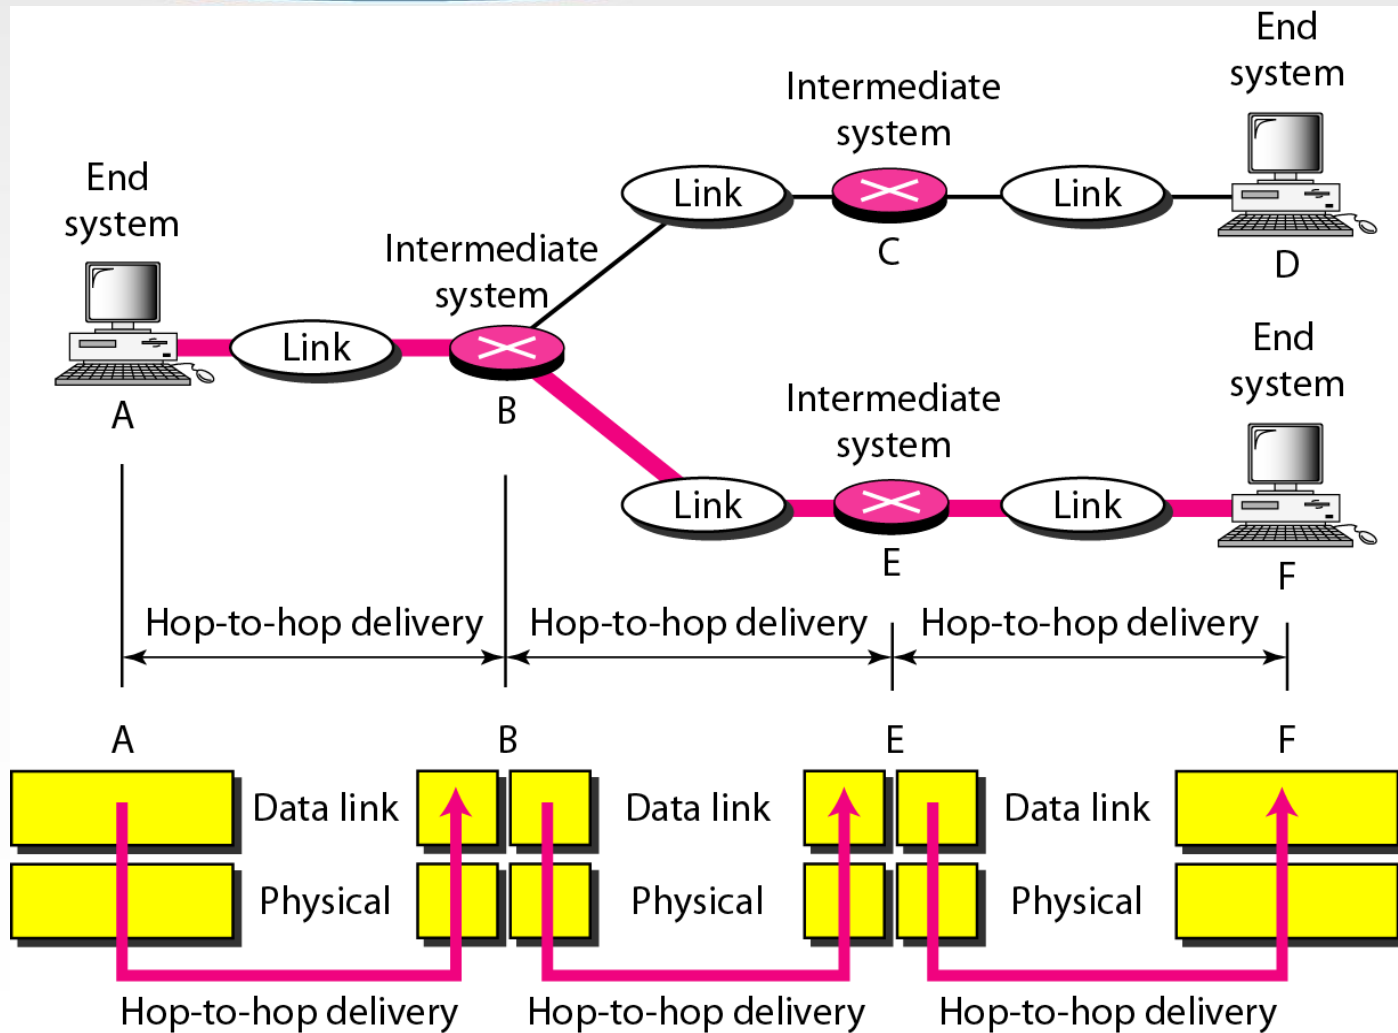 End
system
Intermediate
system
Link
Link
C
D
End
system
Intermediate
system
Link
A
B
End
system
Intermediate
system
Link
Link
E
F
Hop-to-hop delivery
Hop-to-hop delivery
Hop-to-hop delivery
A
B
E
F
Data link
Data link
Data link
Physical
Physical
Physical
Hop-to-hop delivery
Hop-to-hop delivery
Hop-to-hop delivery